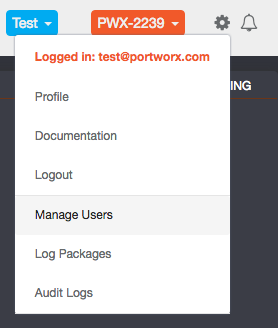 Test PWX-2239
Logged in: test@portworx.com
ING
Profile
Documentation
Logout
Manage Users
Log Packages
Audit Logs